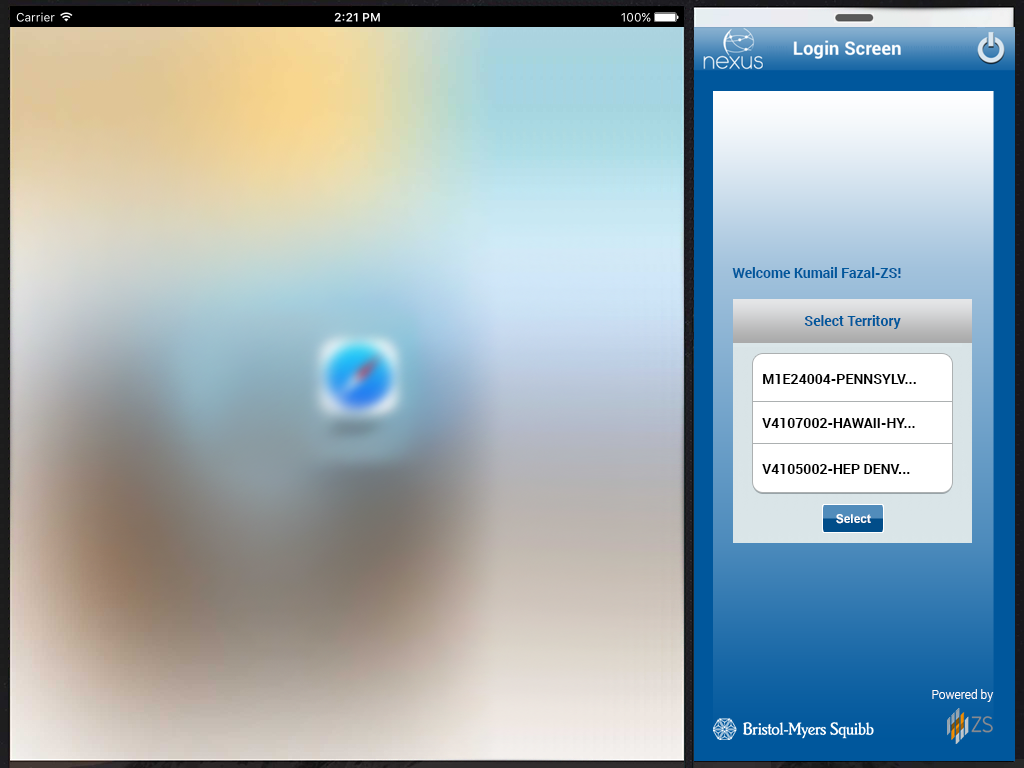 Carrier 2:21 PM 100%
nexus Login Screen
Welcome Kumail Fazal-ZS!
Select Territory
M1E24004-PENNSYLV...
V4107002-HAWAII-HY...
V4105002-HEP DENV...
Select
Powered by
Bristol-Myers Squibb ZS